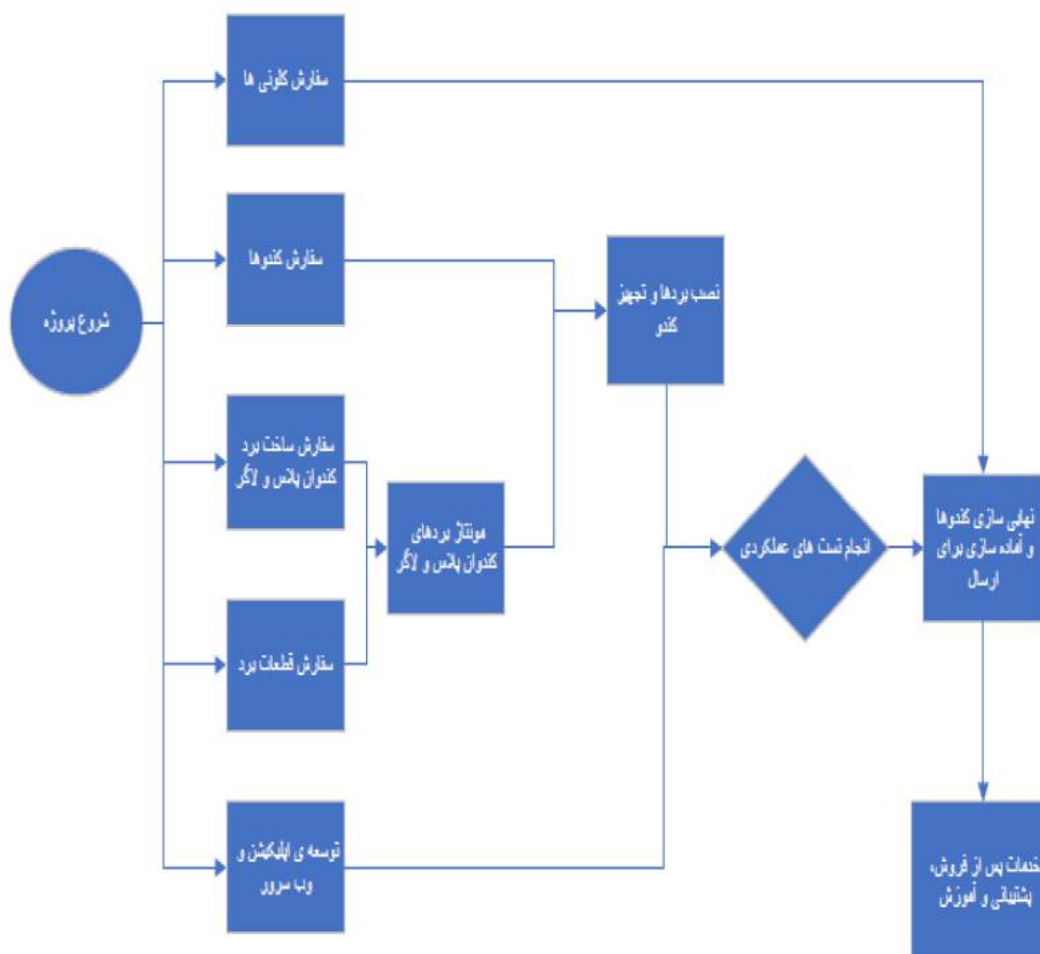 سفارش کلونی ها
سفارش کندوها
نصب بردها و تجهیز
کندو
شروع پروژه
سفارش ساخت برد
کندوان پلاس و لاگر
مونتاژ بردهای
کندوان پلاس و لاگر
انجام تست های عملکردی
نهایی سازی کندوها
و آماده سازی برای
ارسال
سفارش قطعات برد
توسعه ی اپلیکیشن و
وب سرور
خدمات پس از فروش،
پشتیبانی و آموزش